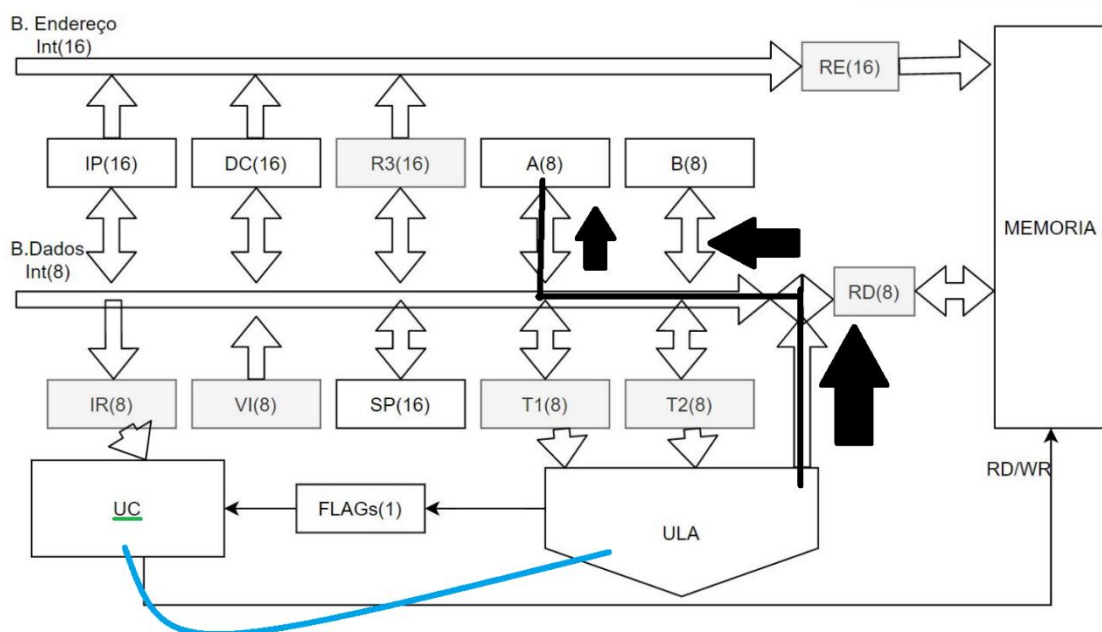 B. Endereço
Int(16)
RE(16)
IP(16)
DC(16)
R3(16)
A(8)
B(8)
MEMORIA
B.Dados
Int(8)
RD(8)
IR(8)
VI(8)
SP(16)
T1(8)
T2(8)
RD/WR
UC
FLAGs(1)
ULA